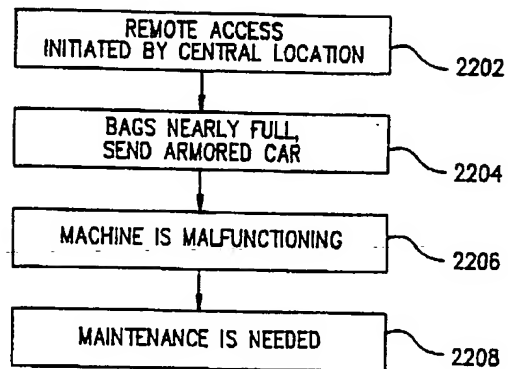 REMOTE ACCESS
INITIATED BY CENTRAL LOCATION
2202
BAGS NEARLY FULL,
SEND ARMORED CAR
2204
MACHINE IS MALFUNCTIONING
2206
MAINTENANCE IS NEEDED
2208